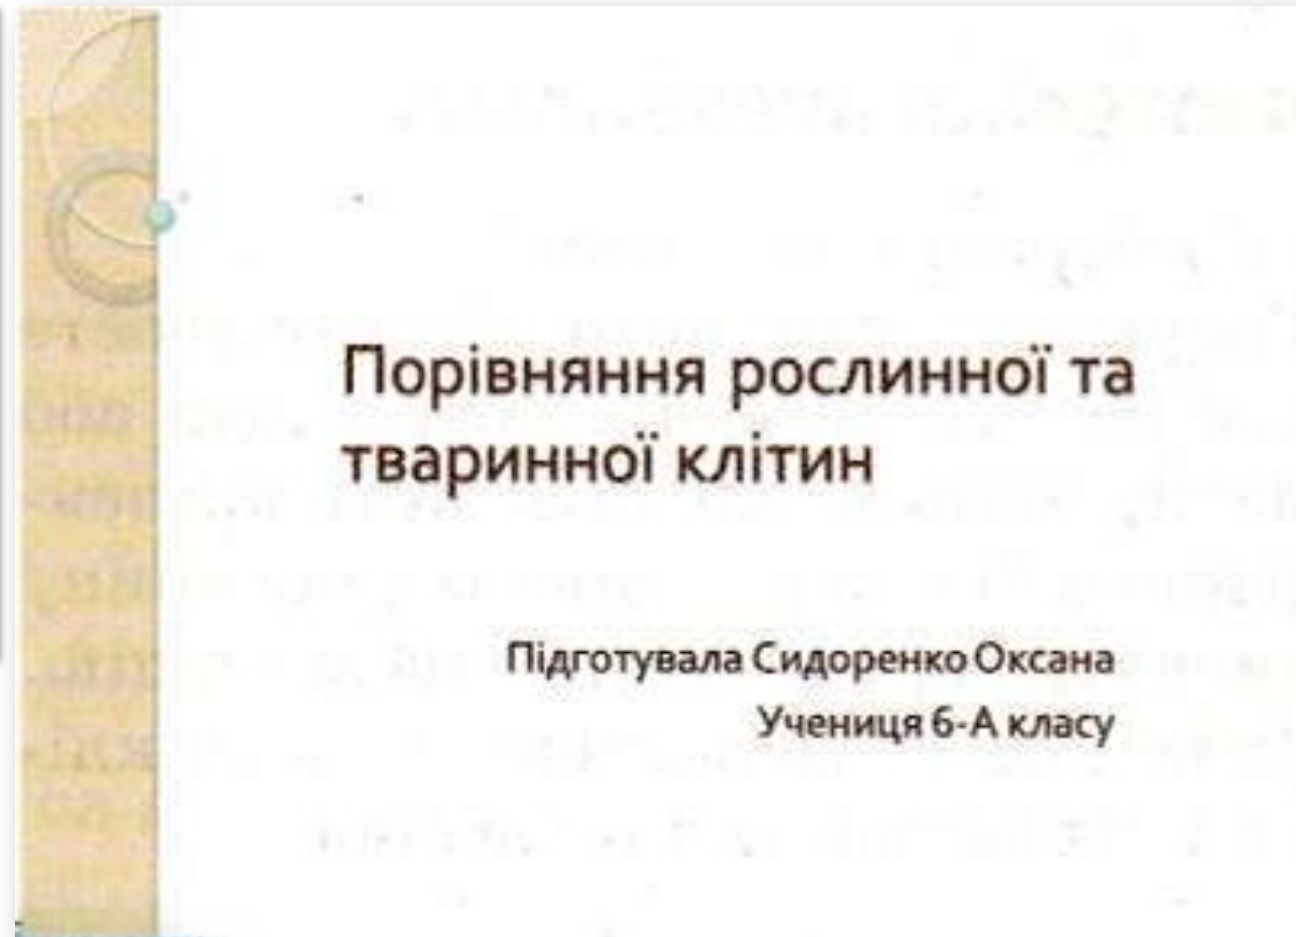 Порівняння рослинної та
тваринної клітин
Підготувала Сидоренко Оксана
Учениця 6-А класу